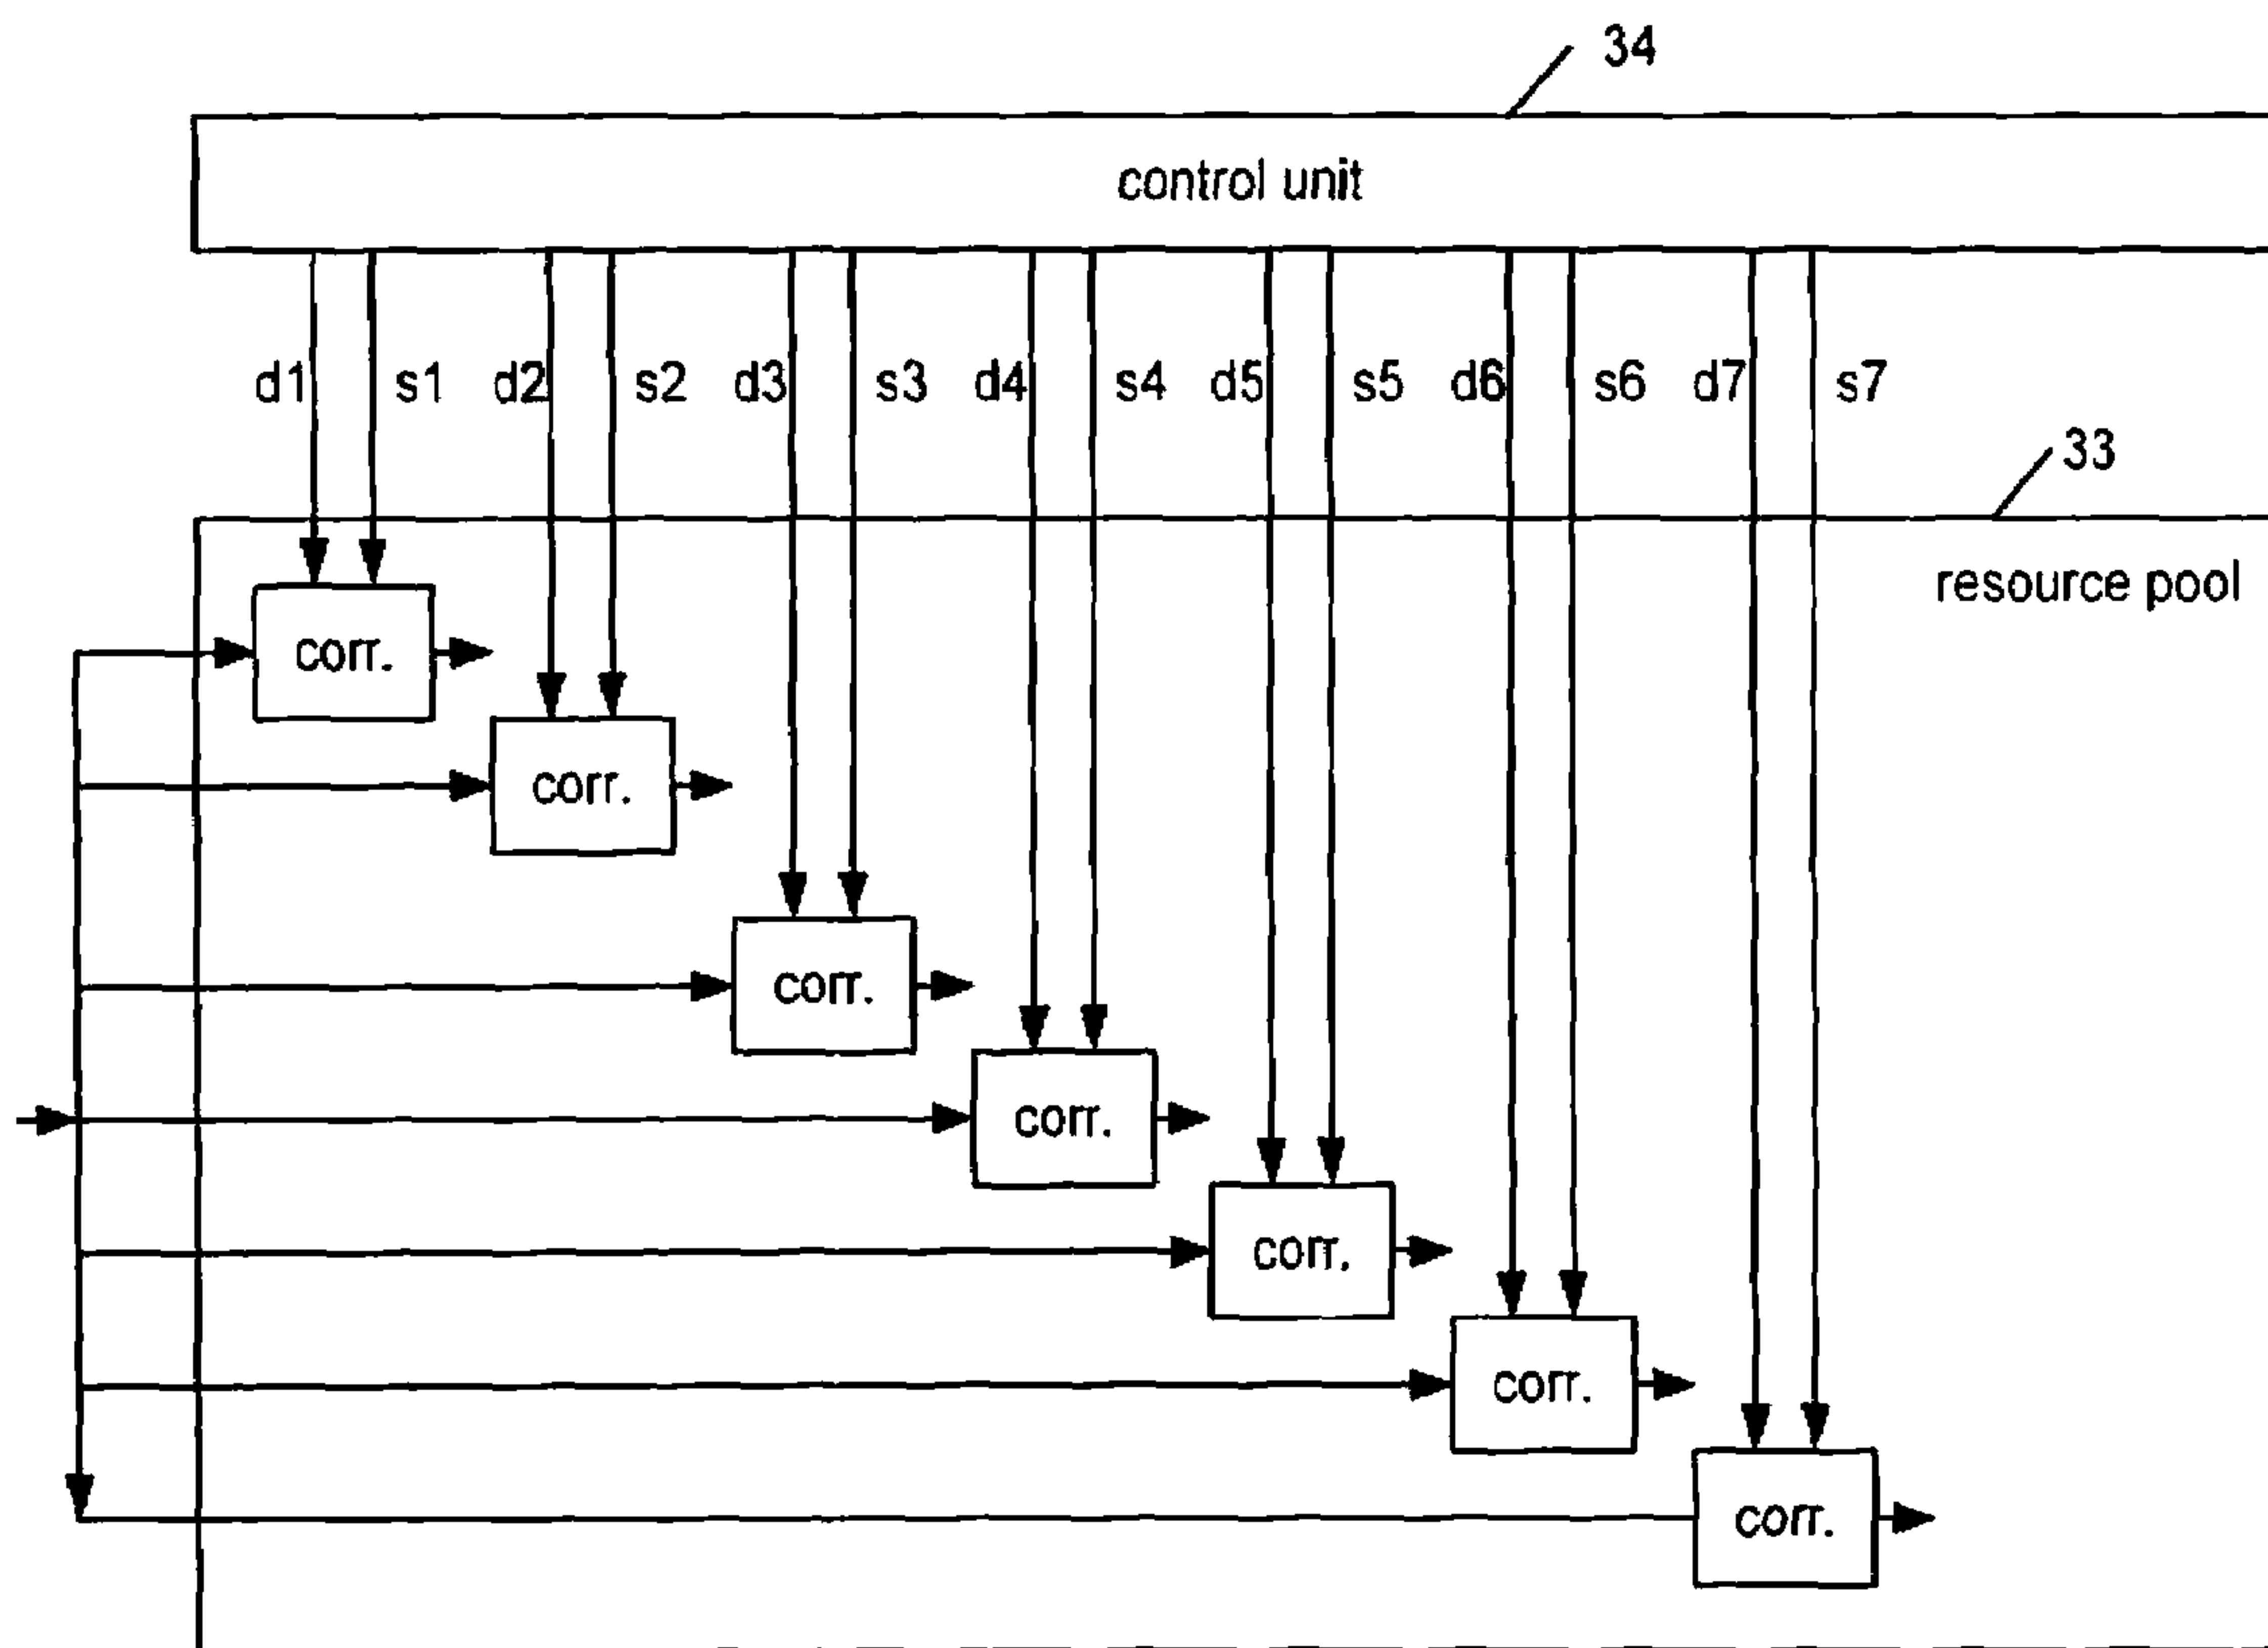 34
control unit
d1 s1 d2 s2 d3 s3 d4 s4 d5 s5 d6 s6 d7 s7
33
resource pool
corr.
corr.
corr.
corr.
corr.
corr.
corr.